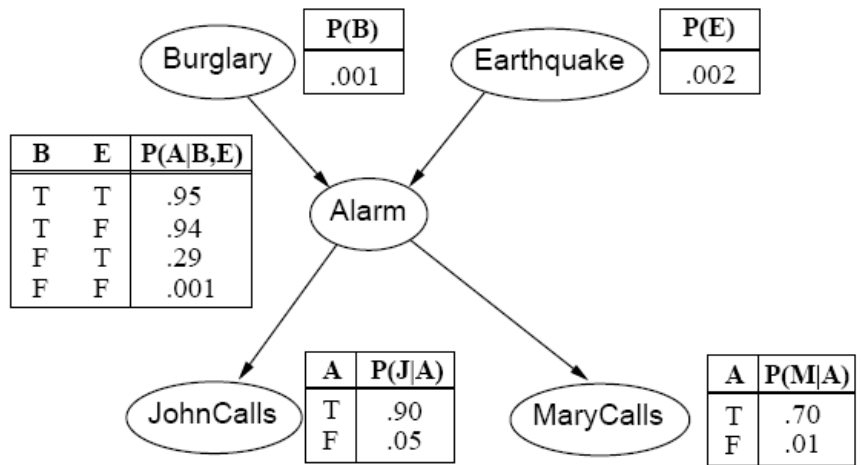 Burglary
P(B)
.001
Earthquake
P(E)
.002
B E P(A|B,E)
T T .95
T F .94
F T .29
F F .001
Alarm
JohnCalls
A P(J|A)
T .90
F .05
MaryCalls
A P(M|A)
T .70
F .01